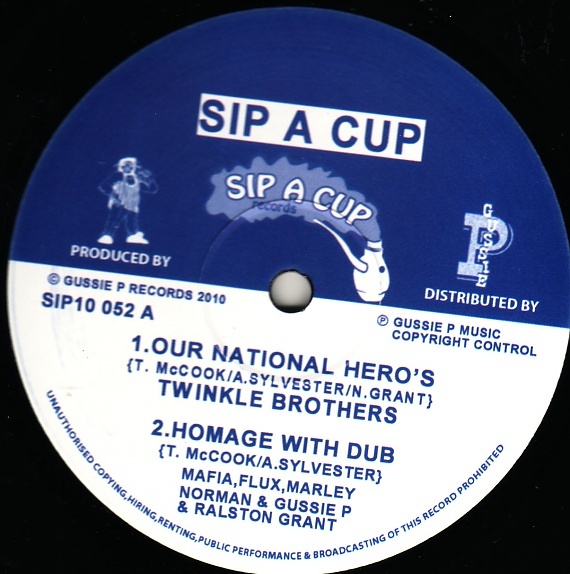 SIP A CUP
SIP A CUP
records
GUSSIE
P
PRODUCED BY
DISTRIBUTED BY
© GUSSIE P RECORDS 2010
SIP10 052 A
℗ GUSSIE P MUSIC
COPYRIGHT CONTROL
1.OUR NATIONAL HERO'S
{T. McCOOK/A.SYLVESTER/N.GRANT}
TWINKLE BROTHERS
2.HOMAGE WITH DUB
{T. McCOOK/A.SYLVESTER}
MAFIA,FLUX,MARLEY
NORMAN & GUSSIE P
& RALSTON GRANT
UNAUTHORISED COPYING,HIRING,RENTING,PUBLIC PERFORMANCE & BROADCASTING OF THIS RECORD PROHIBITED